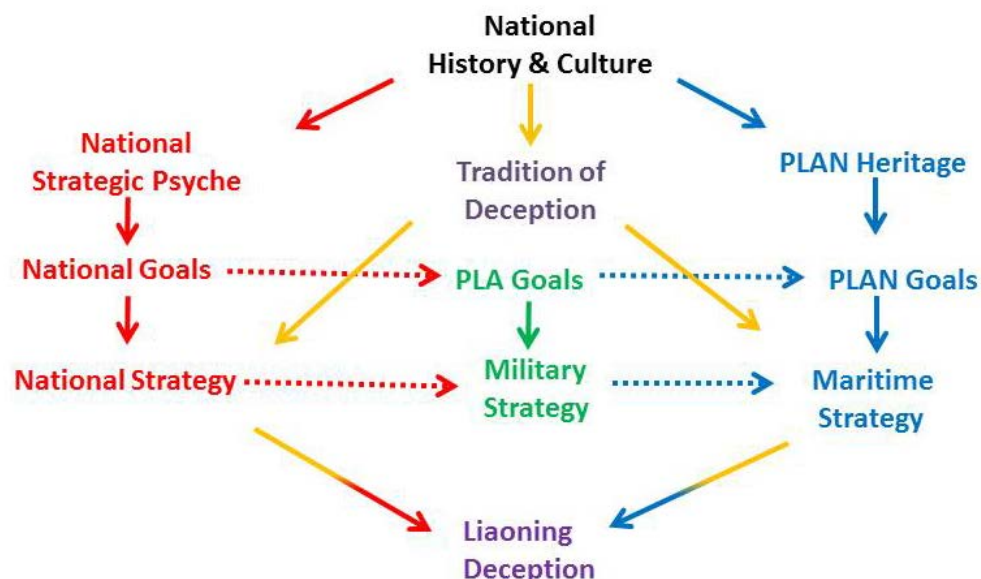 National
History & Culture
National
Strategic Psyche
Tradition of
Deception
PLAN Heritage
National Goals
PLA Goals
PLAN Goals
National Strategy
Military
Strategy
Maritime
Strategy
Liaoning
Deception